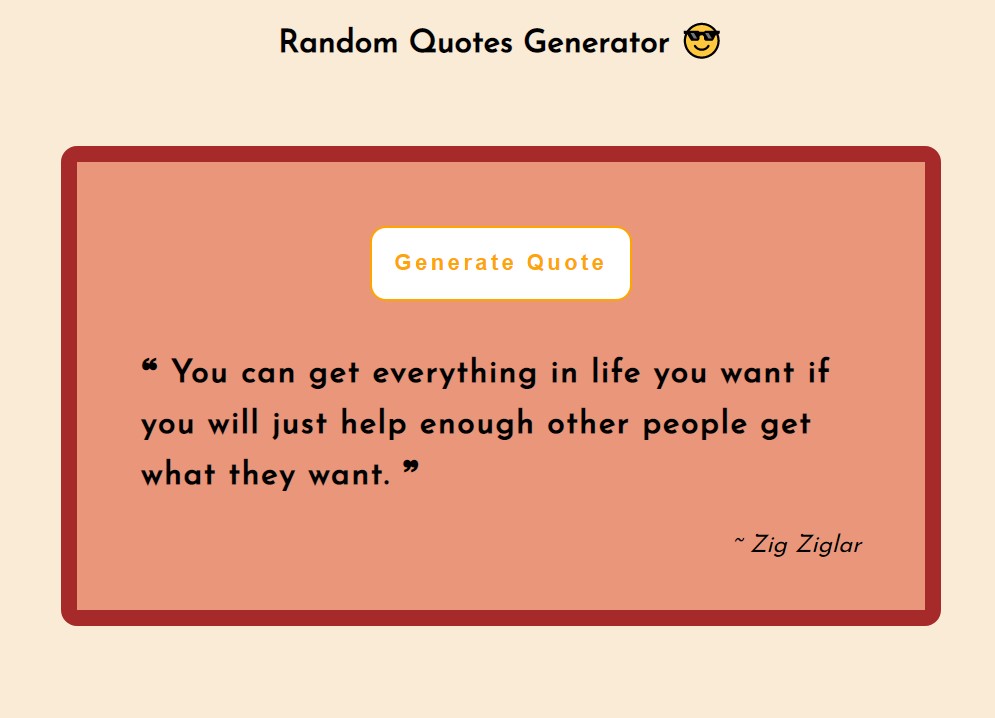 Random Quotes Generator 😎
Generate Quote
❝ You can get everything in life you want if
you will just help enough other people get
what they want. ❞
~ Zig Ziglar